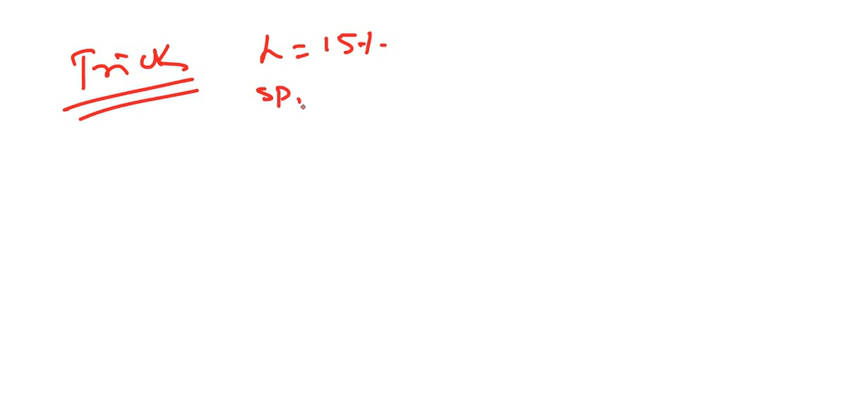 Trick
L = 15%
SP.